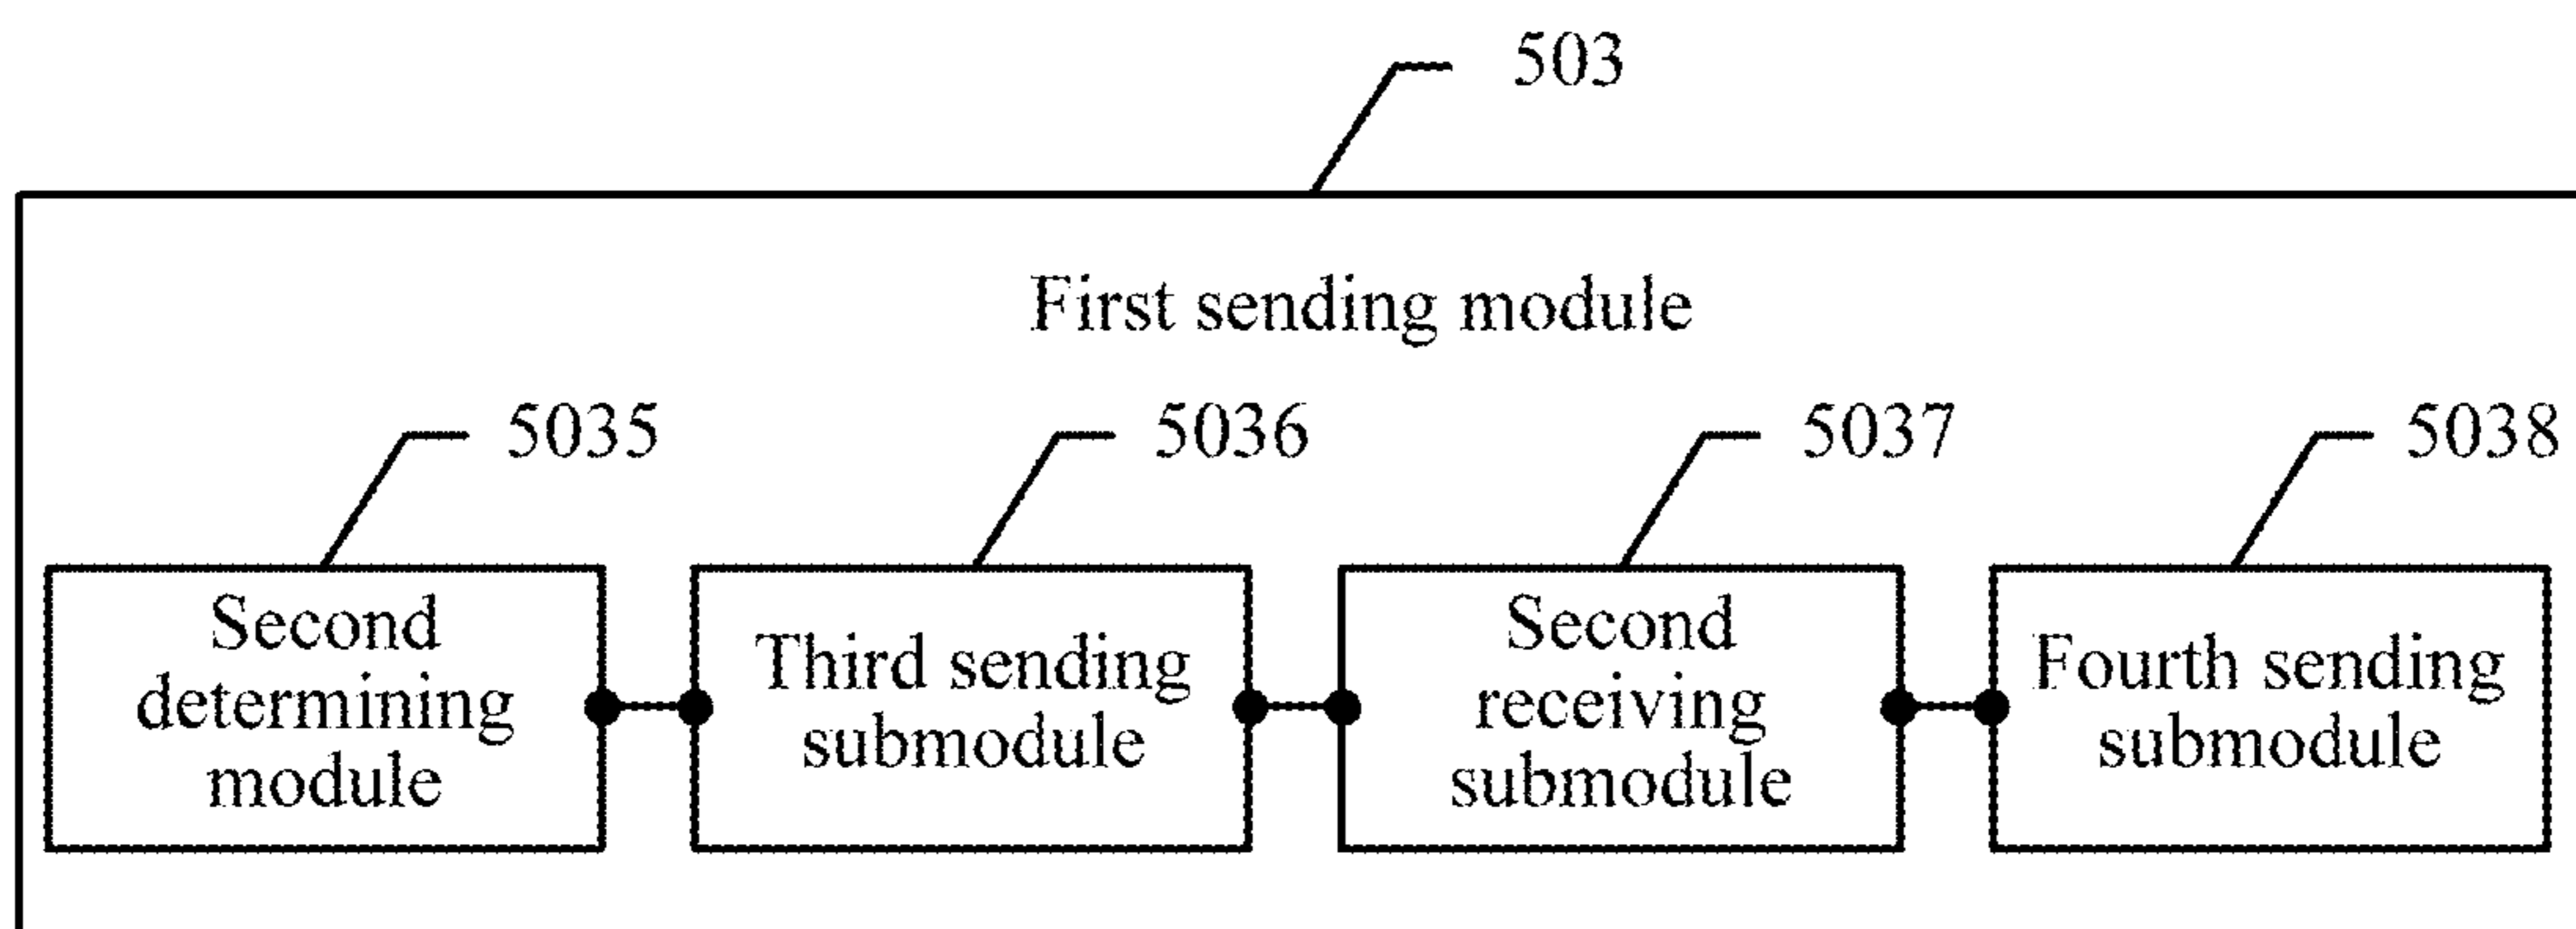 503
First sending module
5035
5036
5037
5038
Second
determining
module
Third sending
submodule
Second
receiving
submodule
Fourth sending
submodule